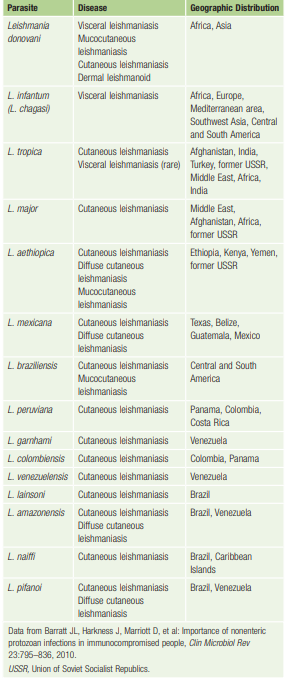 Parasite Disease Geographic Distribution
Leishmania Visceral leishmaniasis Africa, Asia
donovani Mucocutaneous
leishmaniasis
Cutaneous leishmaniasis
Dermal leishmanoid
L. infantum Visceral leishmaniasis Africa, Europe,
(L. chagasi) Mediterranean area,
Southwest Asia, Central
and South America
L. tropica Cutaneous leishmaniasis Afghanistan, India,
Visceral leishmaniasis (rare) Turkey, former USSR,
Middle East, Africa,
India
L. major Cutaneous leishmaniasis Middle East,
Afghanistan, Africa,
former USSR
L. aethiopica Cutaneous leishmaniasis Ethiopia, Kenya, Yemen,
Diffuse cutaneous former USSR
leishmaniasis
Mucocutaneous
leishmaniasis
L. mexicana Cutaneous leishmaniasis Texas, Belize,
Diffuse cutaneous Guatemala, Mexico
leishmaniasis
L. braziliensis Cutaneous leishmaniasis Central and South
Mucocutaneous America
leishmaniasis
L. peruviana Cutaneous leishmaniasis Panama, Colombia,
Costa Rica
L. garnhami Cutaneous leishmaniasis Venezuela
L. colombiensis Cutaneous leishmaniasis Colombia, Panama
L. venezuelensis Cutaneous leishmaniasis Venezuela
L. lainsoni Cutaneous leishmaniasis Brazil
L. amazonensis Cutaneous leishmaniasis Brazil, Venezuela
Diffuse cutaneous
leishmaniasis
L. naiffi Cutaneous leishmaniasis Brazil, Caribbean
Islands
L. pifanoi Cutaneous leishmaniasis Brazil, Venezuela
Diffuse cutaneous
leishmaniasis
Data from Barratt JL, Harkness J, Marriott D, et al: Importance of nonenteric
protozoan infections in immunocompromised people, Clin Microbiol Rev
23:795–836, 2010.
USSR, Union of Soviet Socialist Republics.